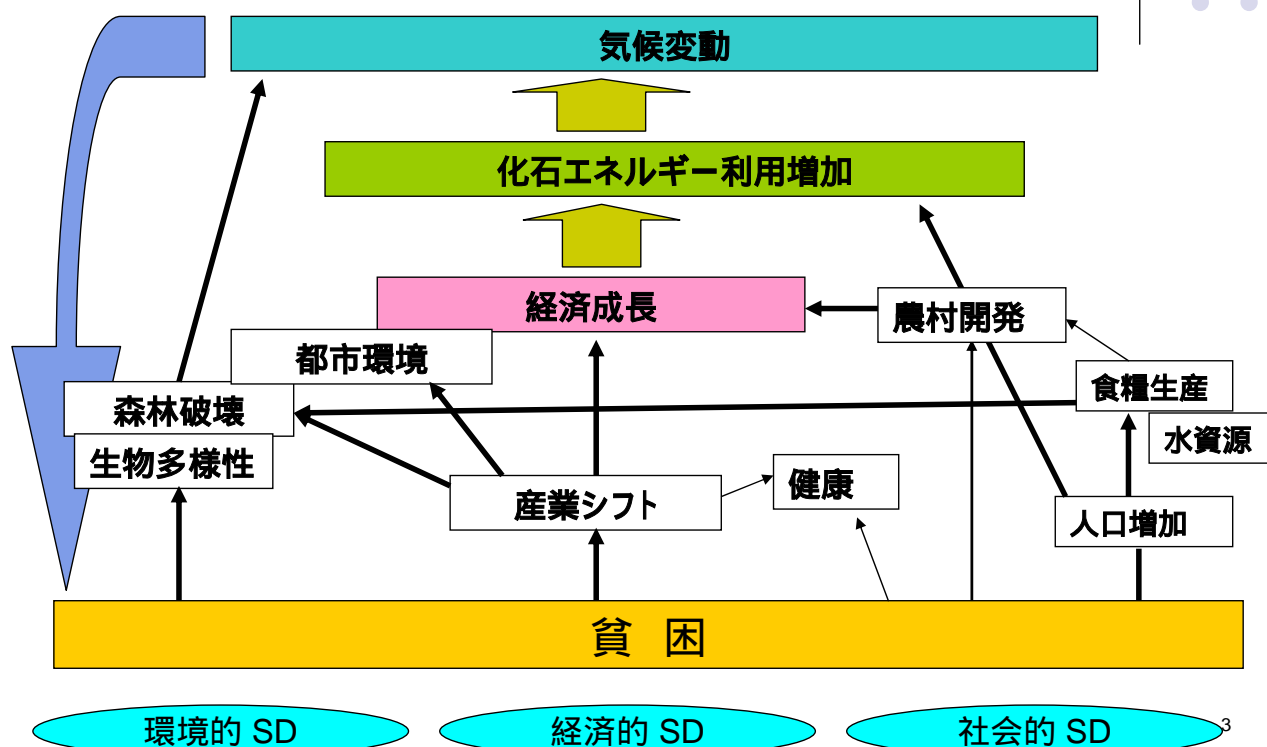 気候変動
化石エネルギー利用増加
経済成長
農村開発
都市環境
食糧生産
森林破壊
水資源
生物多様性
健康
産業シフト
人口増加
貧 困
環境的 SD
経済的 SD
社会的 SD
3